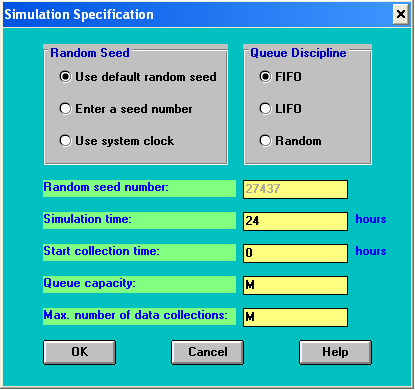 Simulation Specification
Random Seed
Use default random seed
Enter a seed number
Use system clock
Queue Discipline
FIFO
LIFO
Random
Random seed number: 27437
Simulation time: 24 hours
Start collection time: 0 hours
Queue capacity: M
Max. number of data collections: M
OK Cancel Help